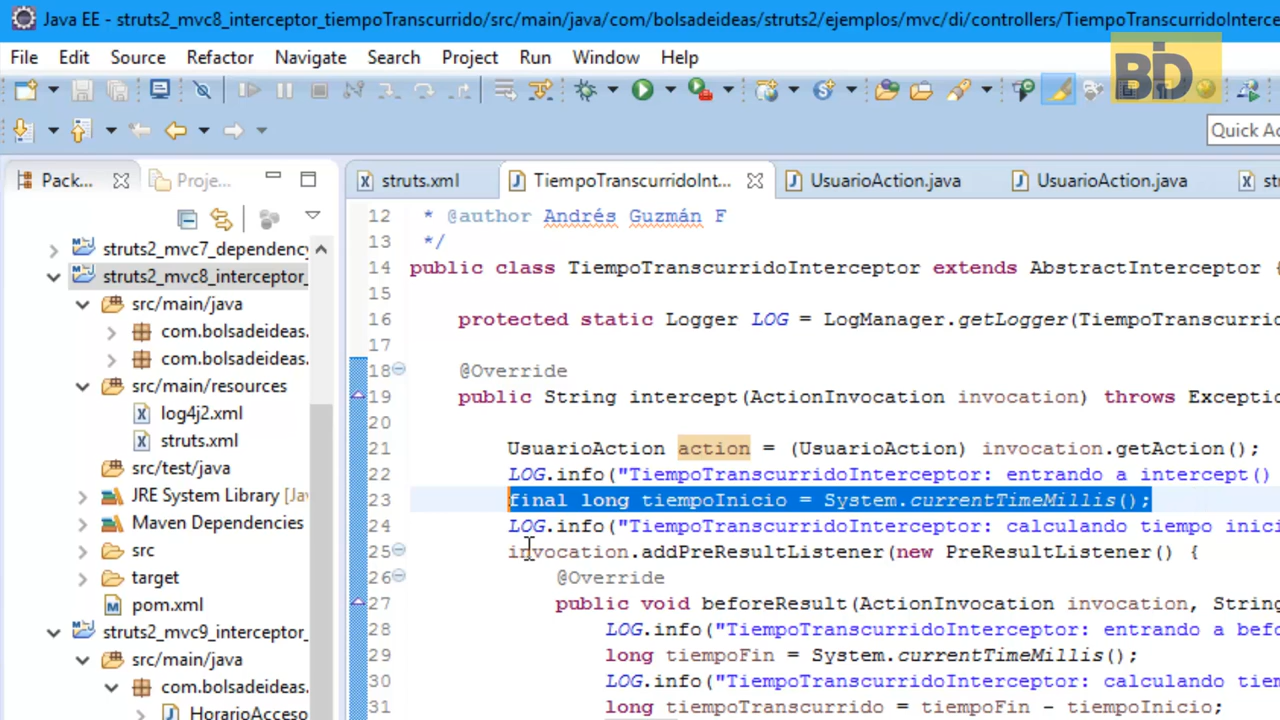 Java EE - struts2_mvc8_interceptor_tiempoTranscurrido/src/main/java/com/bolsadeideas/struts2/ejemplos/mvc/di/controllers/TiempoTranscurridoInterce
File Edit Source Refactor Navigate Search Project Run Window Help
BID
Quick Ac
Pack... Proje...
struts.xml TiempoTranscurridoInt... UsuarioAction.java UsuarioAction.java st
struts2_mvc7_dependency
struts2_mvc8_interceptor_
src/main/java
com.bolsadeideas.
com.bolsadeideas.
src/main/resources
log4j2.xml
struts.xml
src/test/java
JRE System Library [Jav
Maven Dependencies
src
target
pom.xml
struts2_mvc9_interceptor_
src/main/java
com.bolsadeideas.
HorarioAcceso
12 * @author Andrés Guzmán F
13 */
14 public class TiempoTranscurridoInterceptor extends AbstractInterceptor {
15
16 protected static Logger LOG = LogManager.getLogger(TiempoTranscurrid
17
18 @Override
19 public String intercept(ActionInvocation invocation) throws Exceptio
20
21 UsuarioAction action = (UsuarioAction) invocation.getAction();
22 LOG.info("TiempoTranscurridoInterceptor: entrando a intercept()
23 final long tiempoInicio = System.currentTimeMillis();
24 LOG.info("TiempoTranscurridoInterceptor: calculando tiempo inici
25 invocation.addPreResultListener(new PreResultListener() {
26 @Override
27 public void beforeResult(ActionInvocation invocation, String
28 LOG.info("TiempoTranscurridoInterceptor: entrando a befo
29 long tiempoFin = System.currentTimeMillis();
30 LOG.info("TiempoTranscurridoInterceptor: calculando tiem
31 long tiempoTranscurrido = tiempoFin - tiempoInicio;